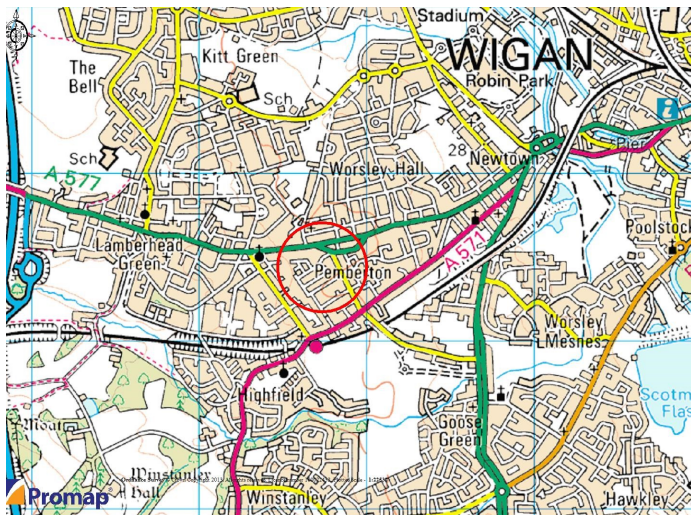 Stadium
WIGAN
Kitt Green
The
Bell
Robin Park
Sch
i
Sch
28
Newtown
Pier
Worsley Hall
A 577
Poolstock
Lamberhead
Green
Pemberton
A 571
Worsley
Mesnes
Highfield
Scotm
Flas
Goose
Green
Moat
Winstanley
Hall
Winstanley
Hawkley
Promap